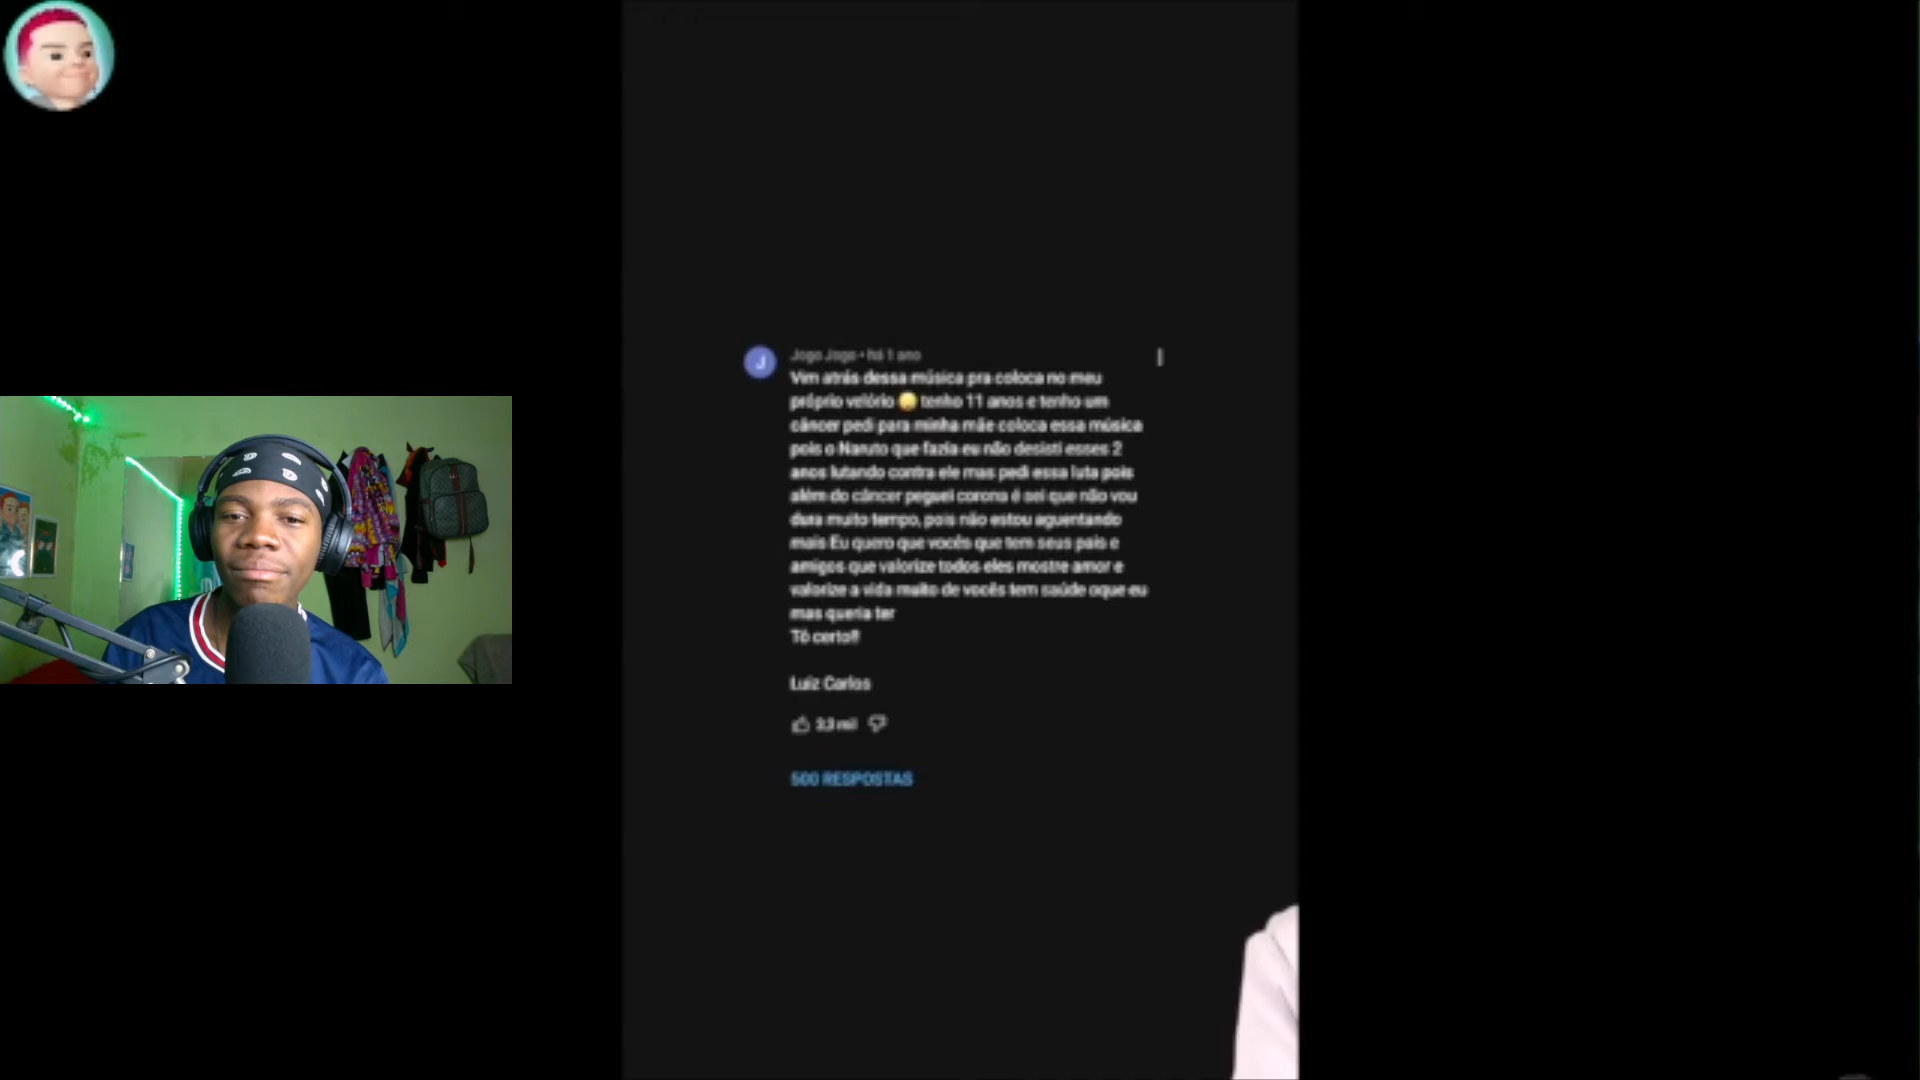 J
Jogo Jogo • há 1 ano
Vim atrás dessa música pra coloca no meu
próprio velório tenho 11 anos e tenho um
câncer pedi para minha mãe coloca essa música
pois o Naruto que fazia eu não desisti esses 2
anos lutando contra ele mas pedi essa luta pois
além do câncer peguei corona é sei que não vou
dura muito tempo, pois não estou aguentando
mais Eu quero que vocês que tem seus pais e
amigos que valorize todos eles mostre amor e
valorize a vida muito de vocês tem saúde oque eu
mas queria ter
Tô certo!!
Luiz Carlos
3,3 mil
500 RESPOSTAS